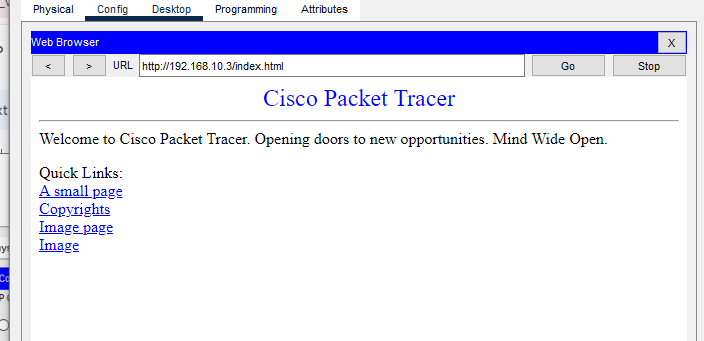 Physical Config Desktop Programming Attributes
Web Browser X
< > URL http://192.168.10.3/index.html Go Stop
Cisco Packet Tracer
Welcome to Cisco Packet Tracer. Opening doors to new opportunities. Mind Wide Open.
Quick Links:
A small page
Copyrights
Image page
Image